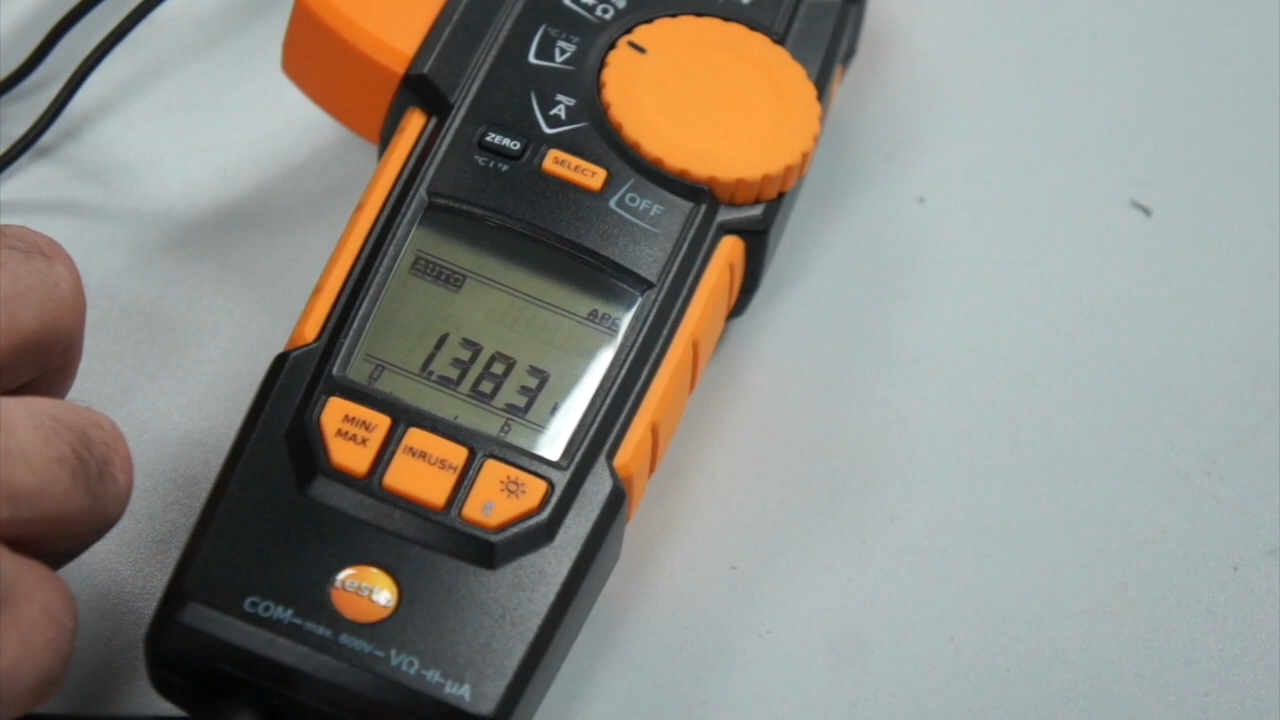 Ω
°C | °F
V
A
ZERO
°C | °F
SELECT
OFF
AUTO
1.383
MIN/
MAX
INRUSH
testo
COM – max. 600V – VΩ μA